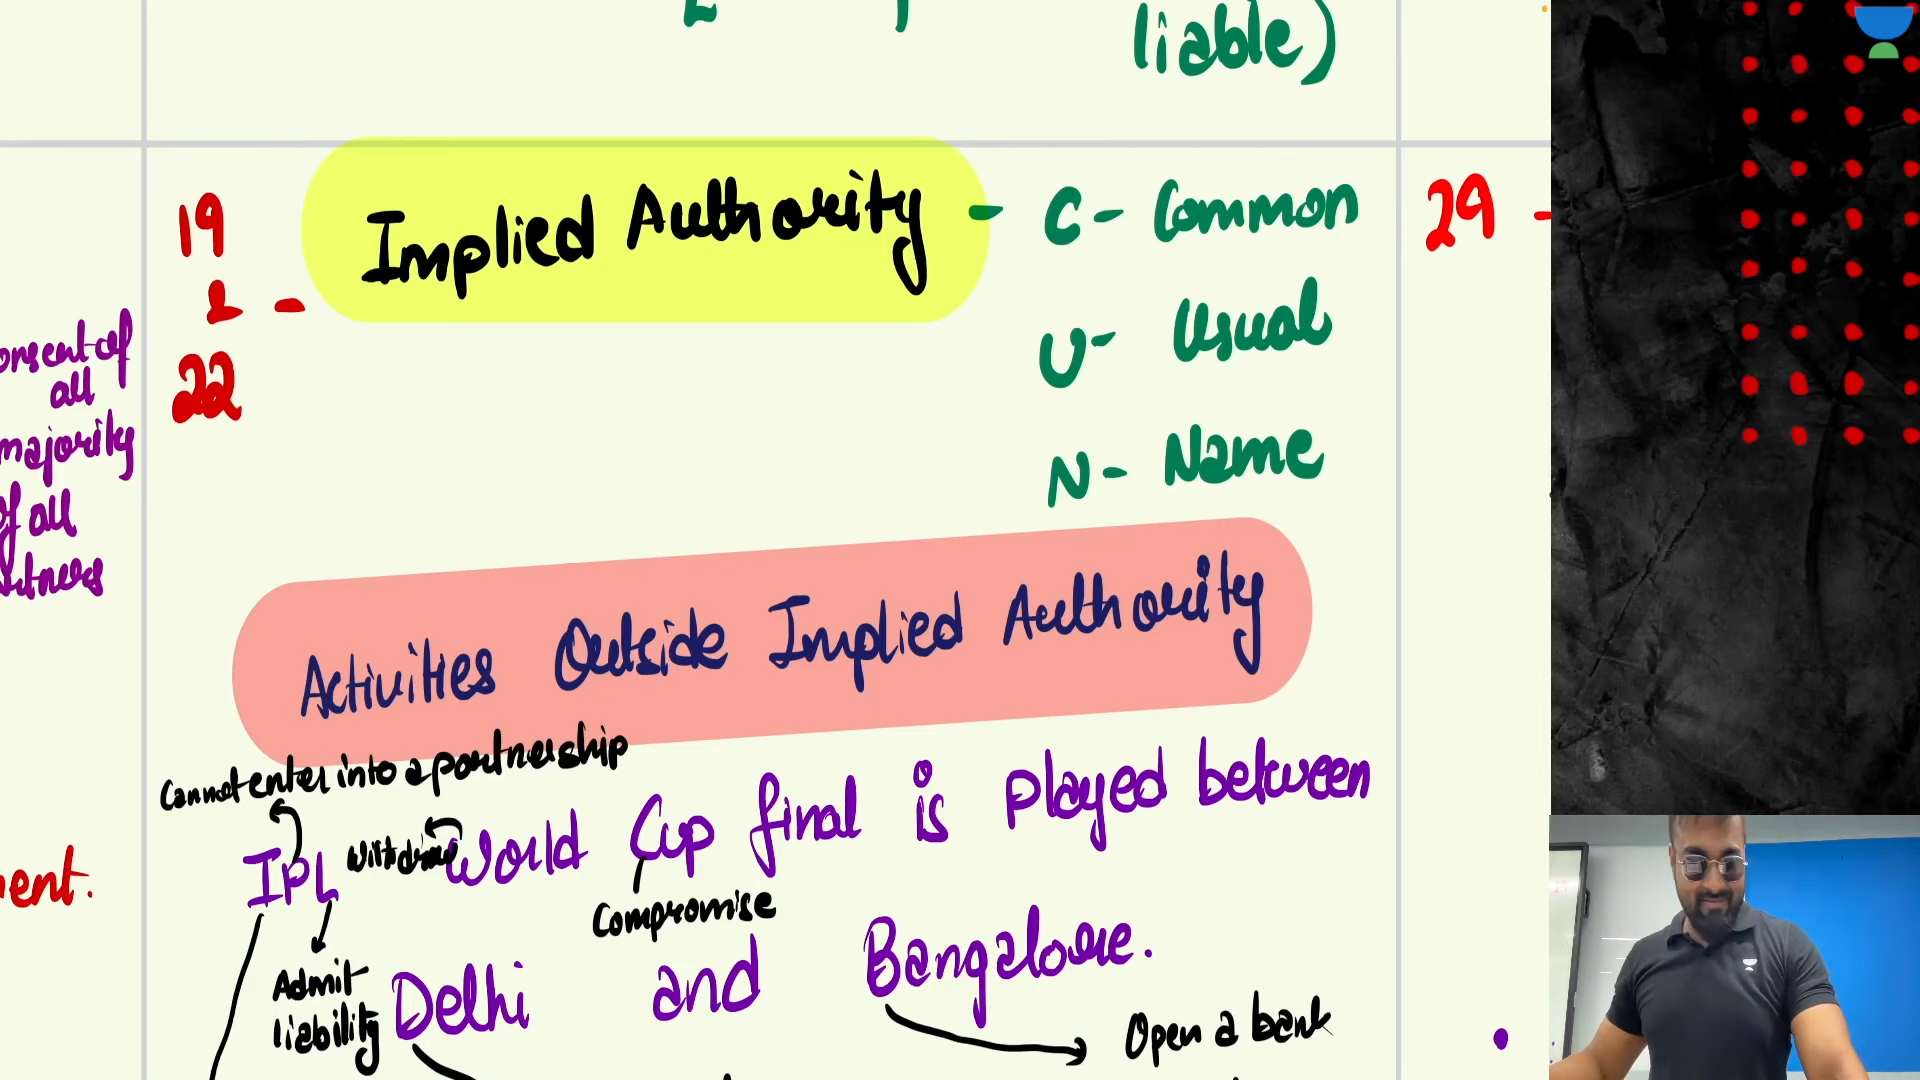 liable)
19
&
22
-
Implied Authority - C - Common
U - Usual
N - Name
29 -
onsent of
all
majority
of all
Activities Outside Implied Authority
Cannot enter into a partnership
IPL World Cup final is played between
Withdraw
Compromise
ment.
Admit
liability
Delhi and Bangalore.
Open a bank